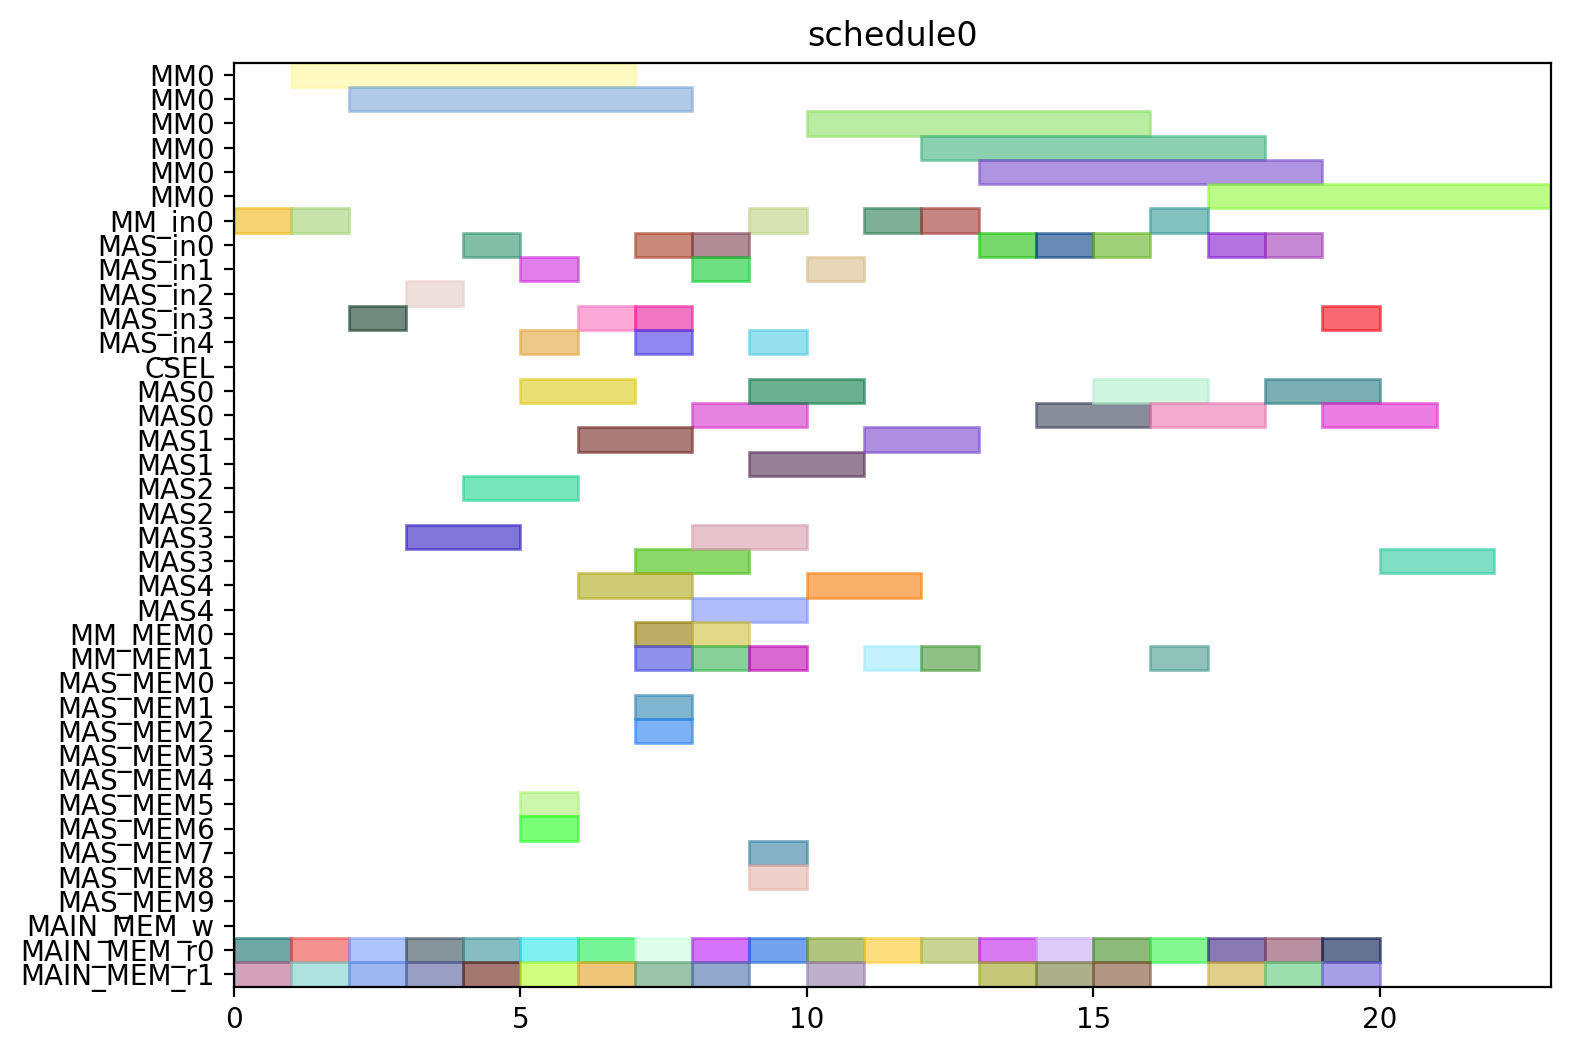 schedule0
MM0
MM0
MM0
MM0
MM0
MM0
MM_in0
MAS_in0
MAS_in1
MAS_in2
MAS_in3
MAS_in4
CSEL
MAS0
MAS0
MAS1
MAS1
MAS2
MAS2
MAS3
MAS3
MAS4
MAS4
MM_MEM0
MM_MEM1
MAS_MEM0
MAS_MEM1
MAS_MEM2
MAS_MEM3
MAS_MEM4
MAS_MEM5
MAS_MEM6
MAS_MEM7
MAS_MEM8
MAS_MEM9
MAIN_MEM_w
MAIN_MEM_r0
MAIN_MEM_r1
0 5 10 15 20